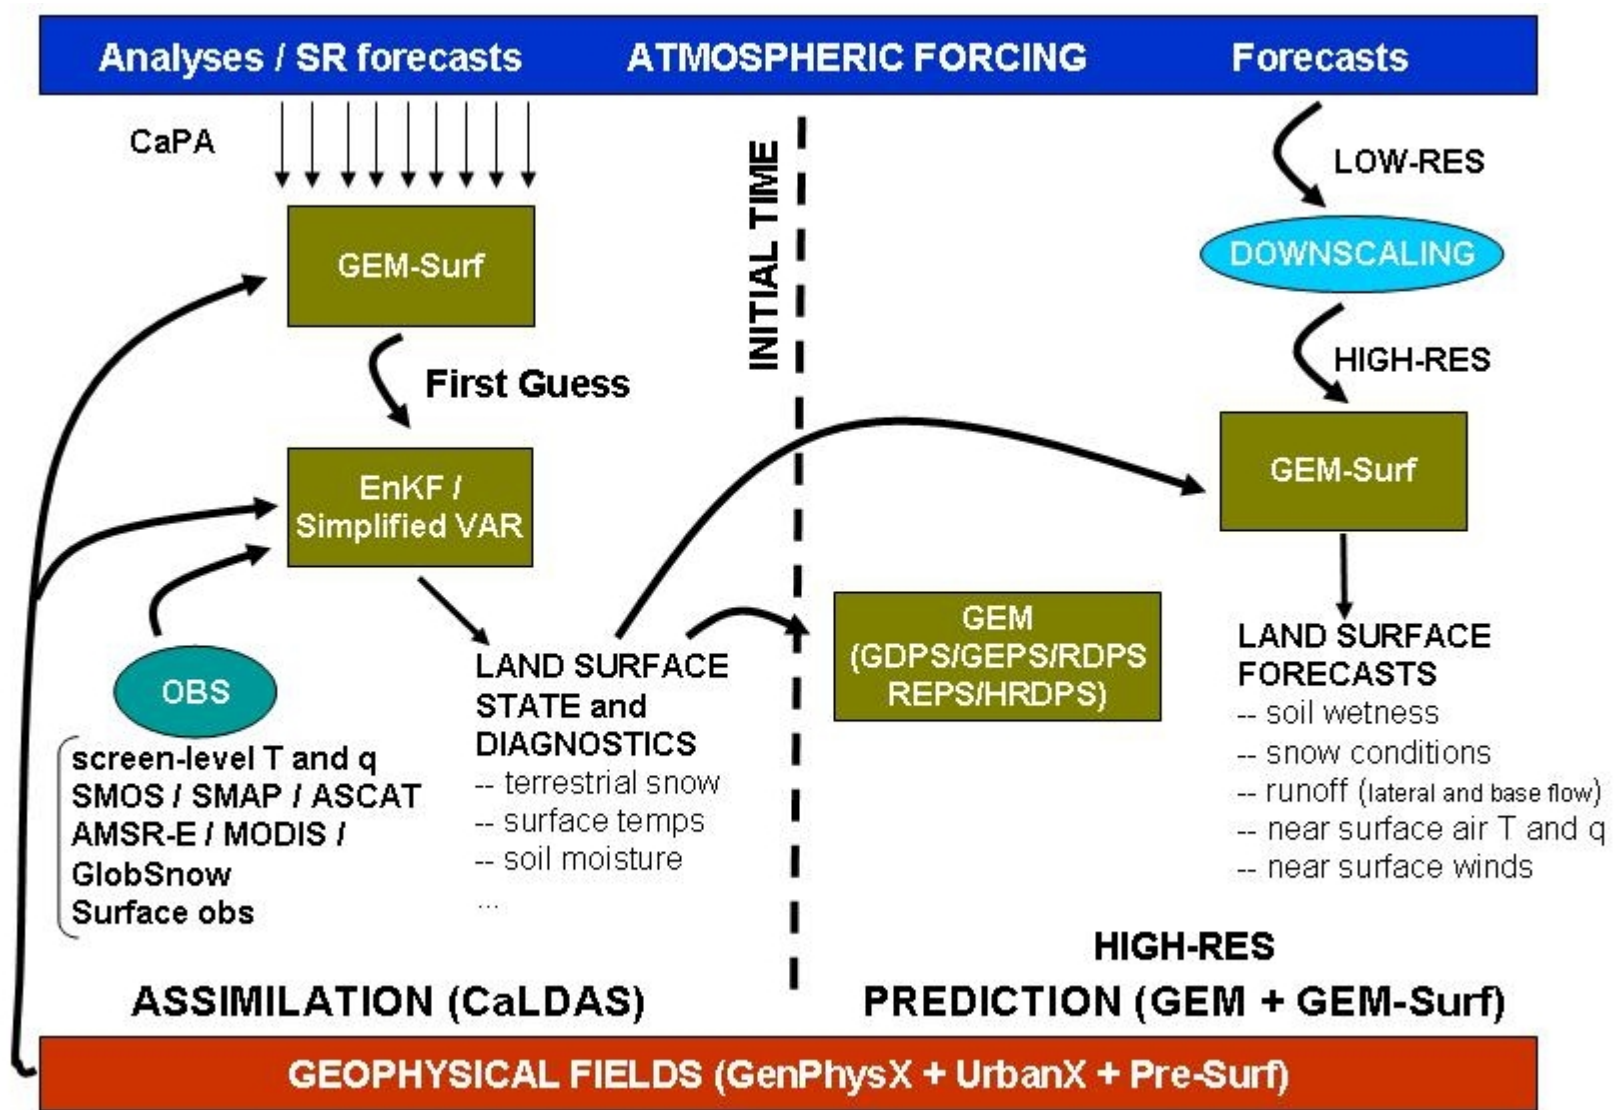 Analyses / SR forecasts
ATMOSPHERIC FORCING
Forecasts
CaPA
GEM-Surf
First Guess
EnKF /
Simplified VAR
OBS
screen-level T and q
SMOS / SMAP / ASCAT
AMSR-E / MODIS /
GlobSnow
Surface obs
LAND SURFACE
STATE and
DIAGNOSTICS
-- terrestrial snow
-- surface temps
-- soil moisture
...
ASSIMILATION (CaLDAS)
INITIAL TIME
LOW-RES
DOWNSCALING
HIGH-RES
GEM-Surf
GEM
(GDPS/GEPS/RDPS
REPS/HRDPS)
LAND SURFACE
FORECASTS
-- soil wetness
-- snow conditions
-- runoff (lateral and base flow)
-- near surface air T and q
-- near surface winds
HIGH-RES
PREDICTION (GEM + GEM-Surf)
GEOPHYSICAL FIELDS (GenPhysX + UrbanX + Pre-Surf)